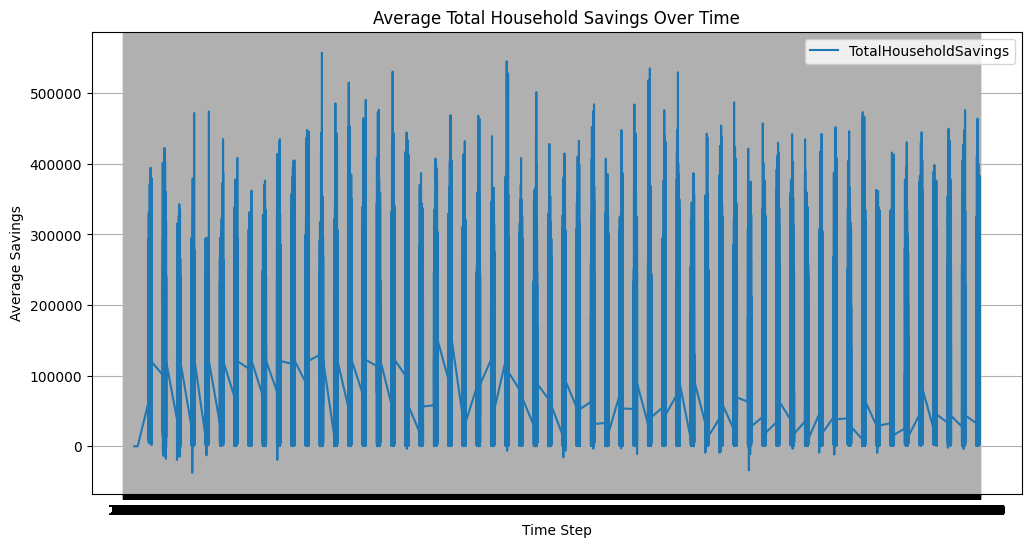 Average Total Household Savings Over Time
TotalHouseholdSavings
500000
400000
300000
200000
100000
0
Average Savings
Time Step